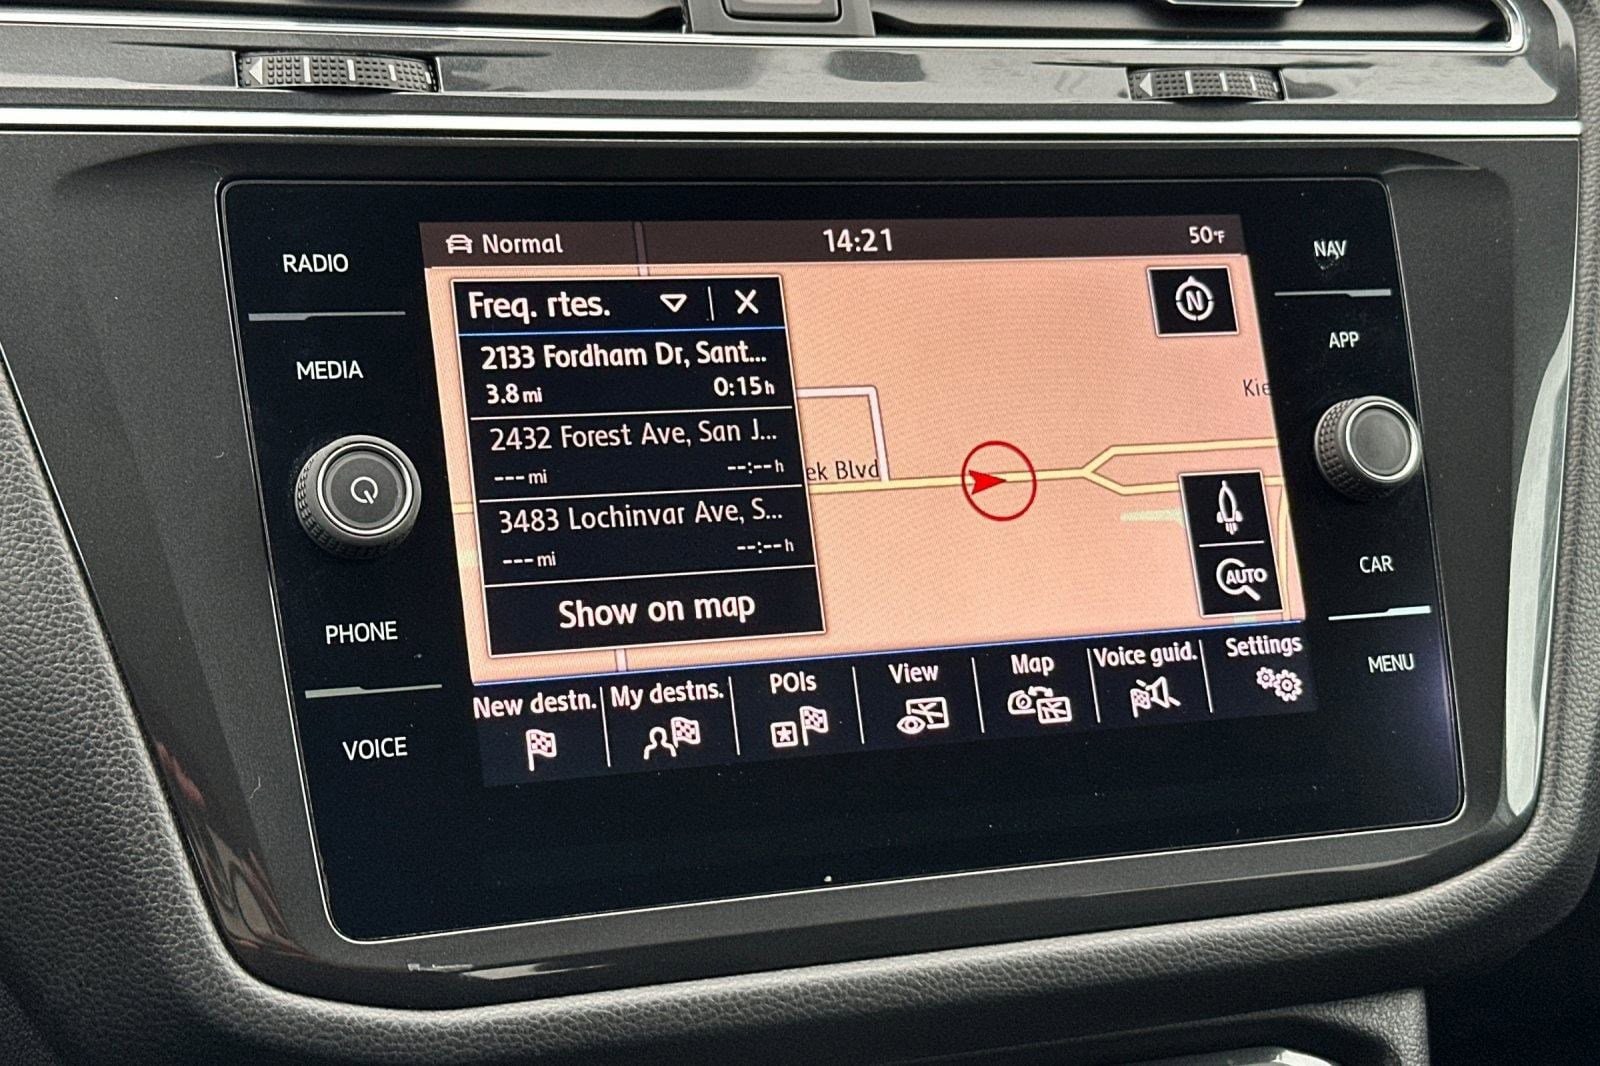 RADIO
MEDIA
PHONE
VOICE
Normal
14:21
50°F
Freq. rtes.
2133 Fordham Dr, Sant...
3.8 mi 0:15 h
2432 Forest Ave, San J...
--- mi --:-- h
3483 Lochinvar Ave, S...
--- mi --:-- h
Show on map
N
Kie
ek Blvd
AUTO
New destn.
My destns.
POIs
View
Map
Voice guid.
Settings
NAV
APP
CAR
MENU